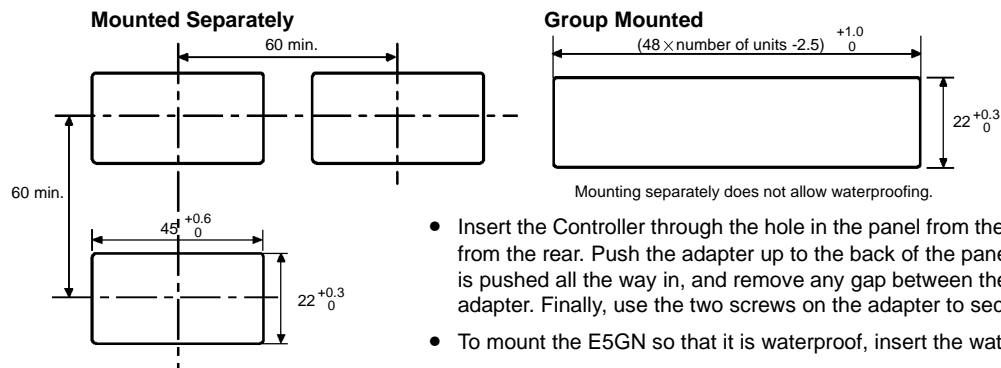 Mounted Separately
60 min.
60 min.
45 +0.6 0
22 +0.3 0
Group Mounted
(48 × number of units -2.5) +1.0 0
22 +0.3 0
Mounting separately does not allow waterproofing.
• Insert the Controller through the hole in the panel from the
from the rear. Push the adapter up to the back of the pane
is pushed all the way in, and remove any gap between the
adapter. Finally, use the two screws on the adapter to sec
• To mount the E5GN so that it is waterproof, insert the wat